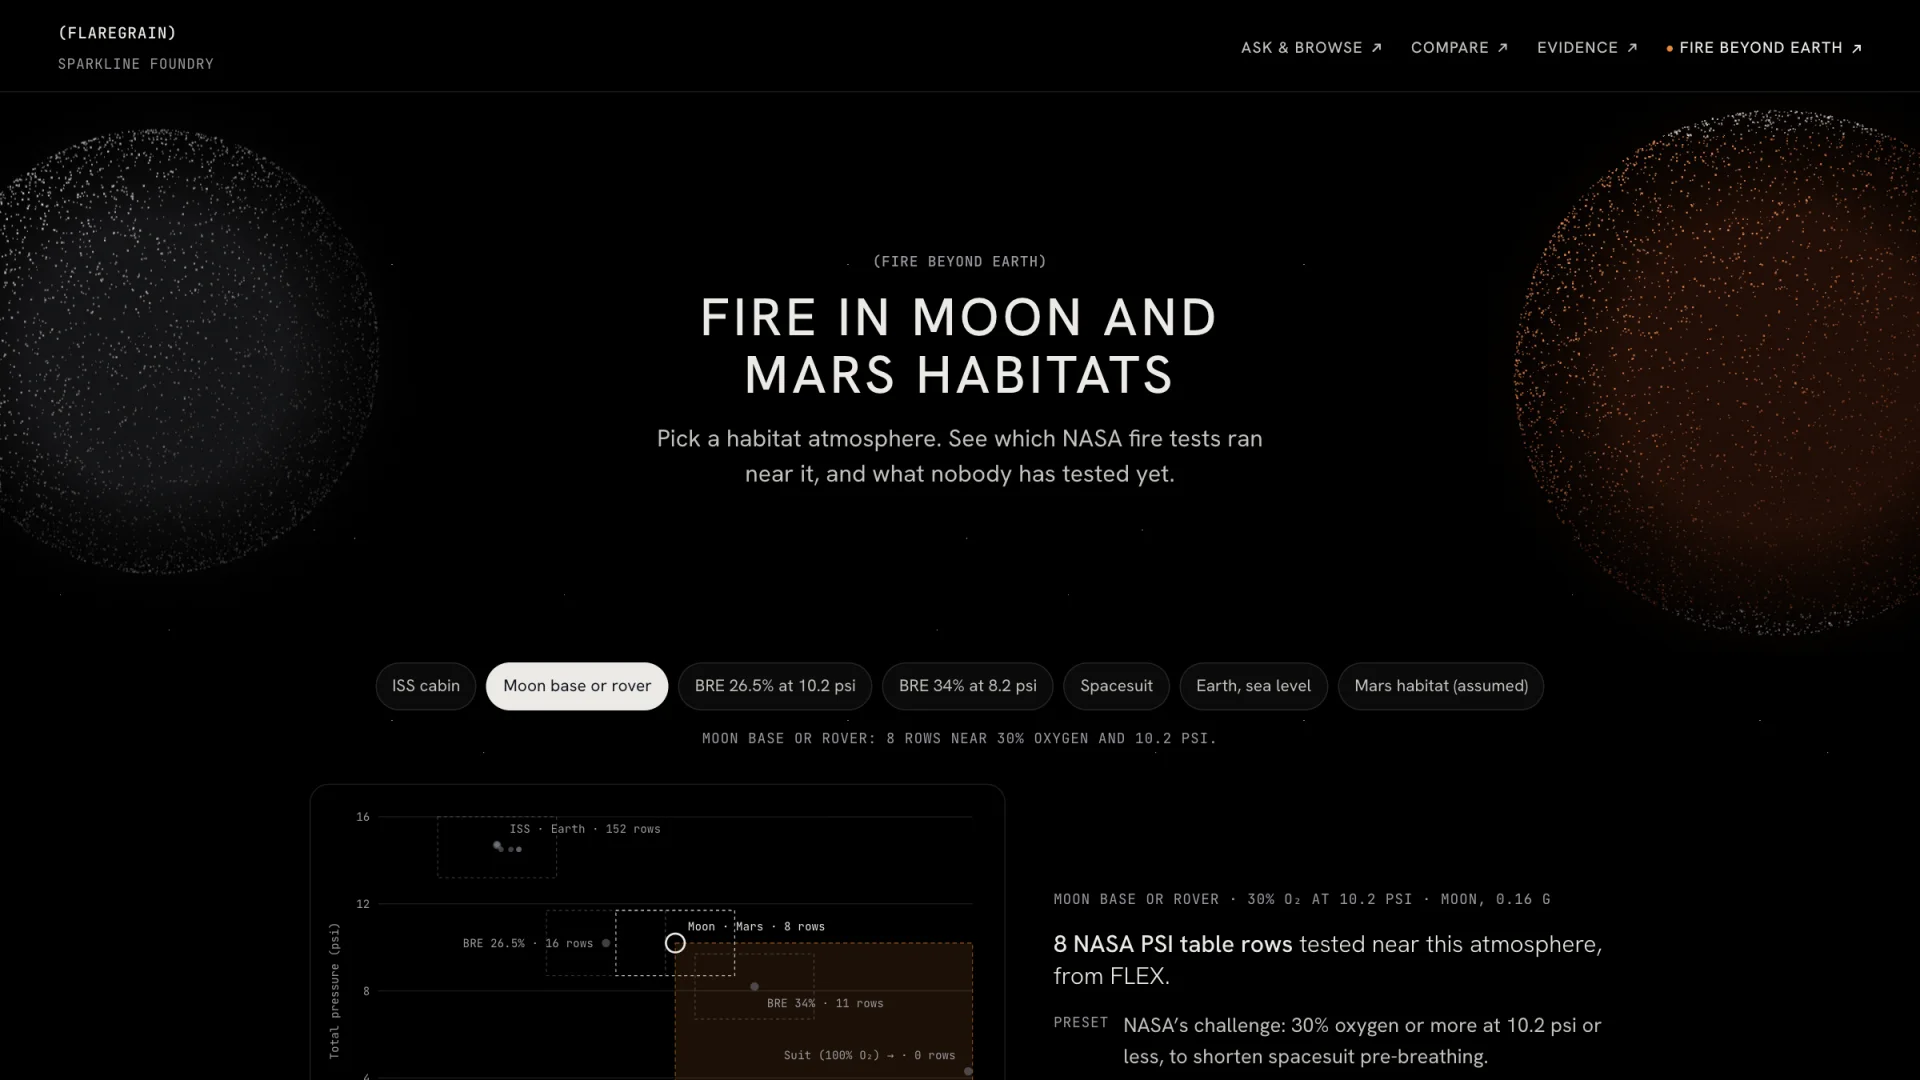 (FLAREGRAIN)
SPARKLINE FOUNDRY
ASK & BROWSE ↗
COMPARE ↗
EVIDENCE ↗
• FIRE BEYOND EARTH ↗
(FIRE BEYOND EARTH)
FIRE IN MOON AND
MARS HABITATS
Pick a habitat atmosphere. See which NASA fire tests ran
near it, and what nobody has tested yet.
ISS cabin
Moon base or rover
BRE 26.5% at 10.2 psi
BRE 34% at 8.2 psi
Spacesuit
Earth, sea level
Mars habitat (assumed)
MOON BASE OR ROVER: 8 ROWS NEAR 30% OXYGEN AND 10.2 PSI.
16
ISS · Earth · 152 rows
12
Moon · Mars · 8 rows
BRE 26.5% · 16 rows
8
BRE 34% · 11 rows
Suit (100% O₂) → · 0 rows
4
Total pressure (psi)
MOON BASE OR ROVER · 30% O₂ AT 10.2 PSI · MOON, 0.16 G
8 NASA PSI table rows tested near this atmosphere,
from FLEX.
PRESET NASA’s challenge: 30% oxygen or more at 10.2 psi or
less, to shorten spacesuit pre-breathing.